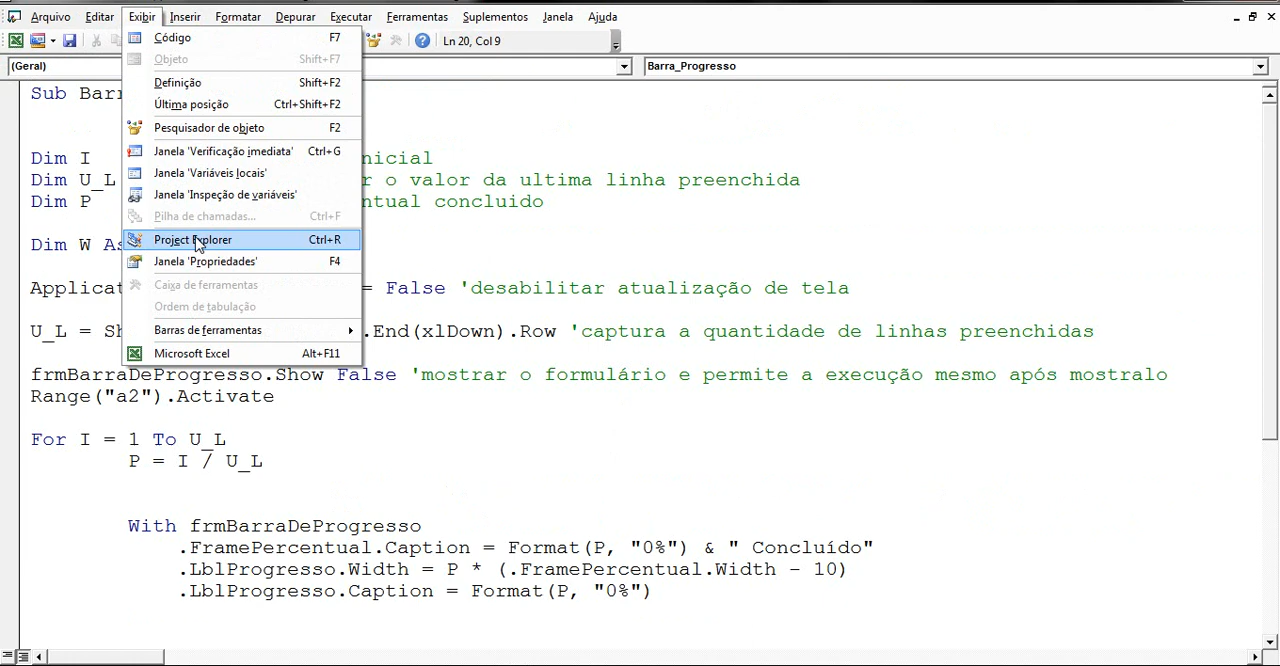 Arquivo Editar Exibir Inserir Formatar Depurar Executar Ferramentas Suplementos Janela Ajuda
Ln 20, Col 9
(Geral) Barra_Progresso
Código F7
Objeto Shift+F7
Definição Shift+F2
Última posição Ctrl+Shift+F2
Pesquisador de objeto F2
Janela 'Verificação imediata' Ctrl+G
Janela 'Variáveis locais'
Janela 'Inspeção de variáveis'
Pilha de chamadas... Ctrl+F
Project Explorer Ctrl+R
Janela 'Propriedades' F4
Caixa de ferramentas
Ordem de tabulação
Barras de ferramentas
Microsoft Excel Alt+F11
Sub Barr
Dim I nicial
Dim U_L r o valor da ultima linha preenchida
Dim P ntual concluido
Dim W As
Applicat = False 'desabilitar atualização de tela
U_L = Sh .End(xlDown).Row 'captura a quantidade de linhas preenchidas
frmBarraDeProgresso.Show False 'mostrar o formulário e permite a execução mesmo após mostralo
Range("a2").Activate
For I = 1 To U_L
P = I / U_L
With frmBarraDeProgresso
.FramePercentual.Caption = Format(P, "0%") & " Concluído"
.LblProgresso.Width = P * (.FramePercentual.Width - 10)
.LblProgresso.Caption = Format(P, "0%")